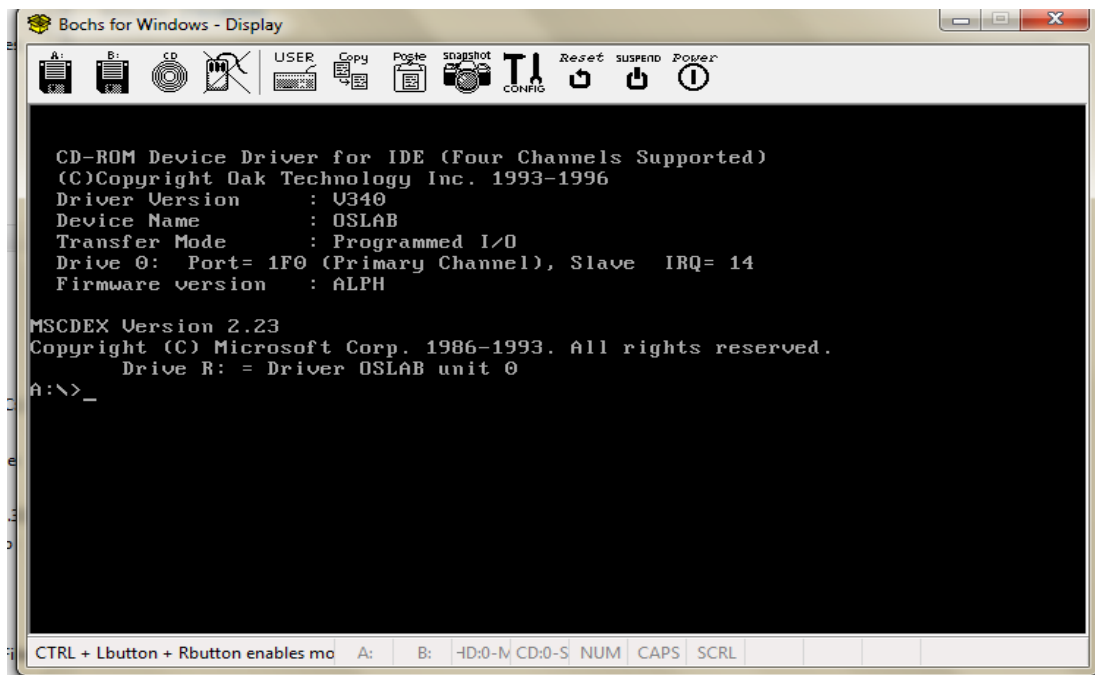 Bochs for Windows - Display
A: B: CD USER Copy Paste snapshot CONFIG Reset SUSPEND Power
CD-ROM Device Driver for IDE (Four Channels Supported)
(C)Copyright Oak Technology Inc. 1993-1996
Driver Version : V340
Device Name : OSLAB
Transfer Mode : Programmed I/O
Drive 0: Port= 1F0 (Primary Channel), Slave IRQ= 14
Firmware version : ALPH
MSCDEX Version 2.23
Copyright (C) Microsoft Corp. 1986-1993. All rights reserved.
Drive R: = Driver OSLAB unit 0
A:\>_
CTRL + Lbutton + Rbutton enables mo A: B: HD:0-M CD:0-S NUM CAPS SCRL